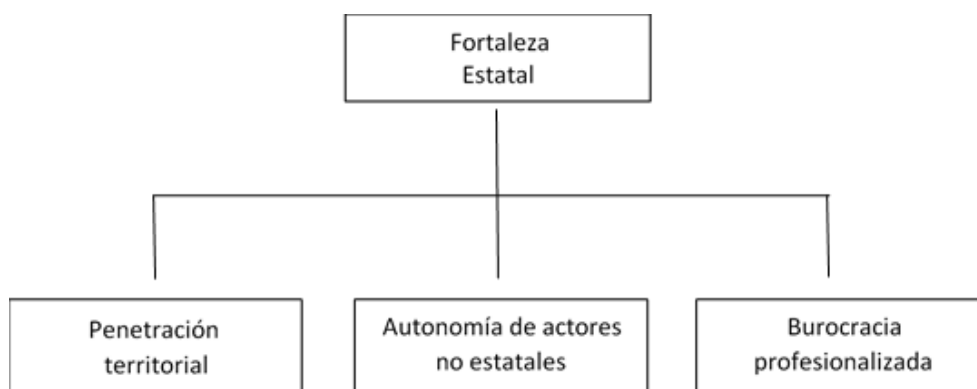 Fortaleza
Estatal
Penetración
territorial
Autonomía de actores
no estatales
Burocracia
profesionalizada